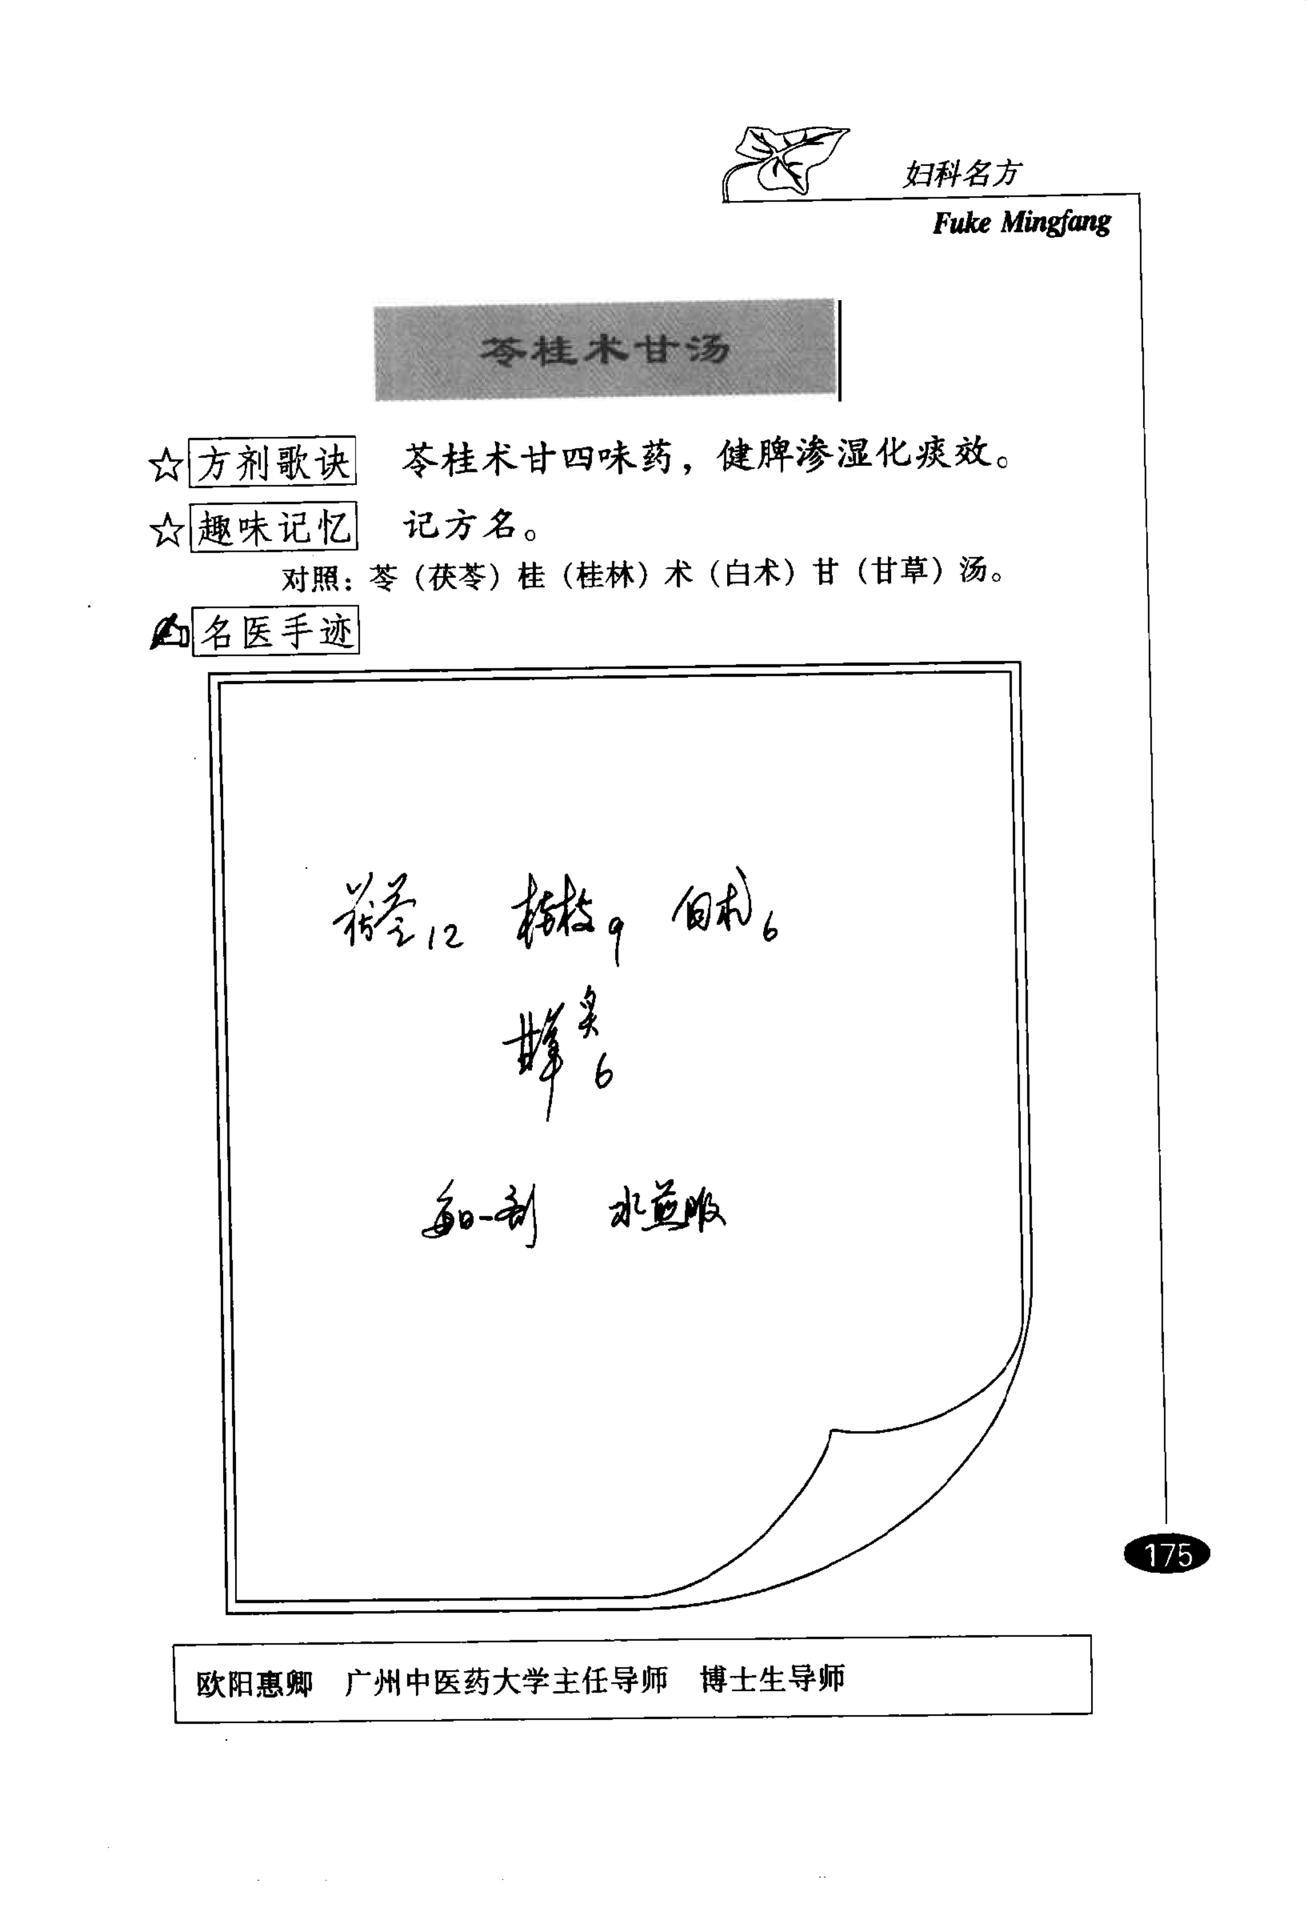 妇科名方
Fuke Mingfang
苓桂术甘汤
☆方剂歌诀 苓桂术甘四味药，健脾渗湿化痰效。
☆趣味记忆 记方名。
对照：苓（茯苓）桂（桂林）术（白术）甘（甘草）汤。
名医手迹
茯苓12 桂枝9 白术6
甘草炙6
每日一剂 水煎服
175
欧阳惠卿 广州中医药大学主任导师 博士生导师